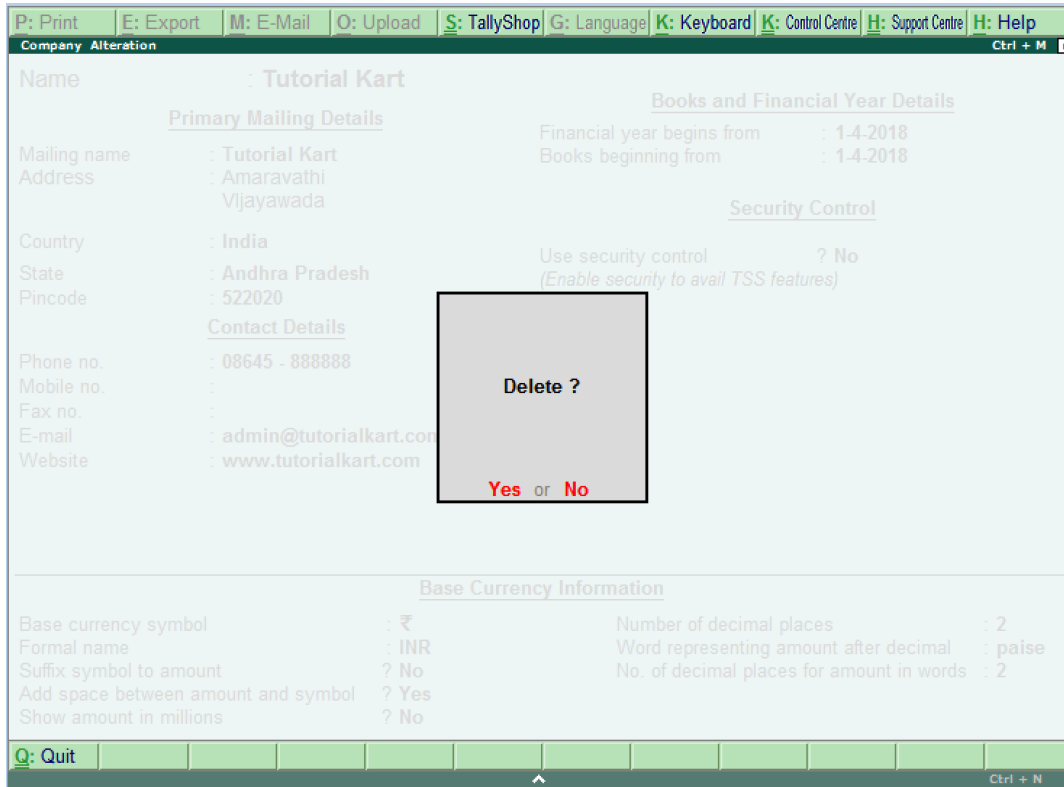 P: Print E: Export M: E-Mail O: Upload S: TallyShop G: Language K: Keyboard K: Control Centre H: Support Centre H: Help
Company Alteration Ctrl + M
Name : Tutorial Kart
Primary Mailing Details
Mailing name : Tutorial Kart
Address : Amaravathi
VIjayawada
Country : India
State : Andhra Pradesh
Pincode : 522020
Contact Details
Phone no. : 08645 - 888888
Mobile no. :
Fax no. :
E-mail : admin@tutorialkart.com
Website : www.tutorialkart.com
Books and Financial Year Details
Financial year begins from : 1-4-2018
Books beginning from : 1-4-2018
Security Control
Use security control ? No
(Enable security to avail TSS features)
Delete ?
Yes or No
Base Currency Information
Base currency symbol : ₹
Formal name : INR
Suffix symbol to amount ? No
Add space between amount and symbol ? Yes
Show amount in millions ? No
Number of decimal places : 2
Word representing amount after decimal : paise
No. of decimal places for amount in words : 2
Q: Quit
Ctrl + N